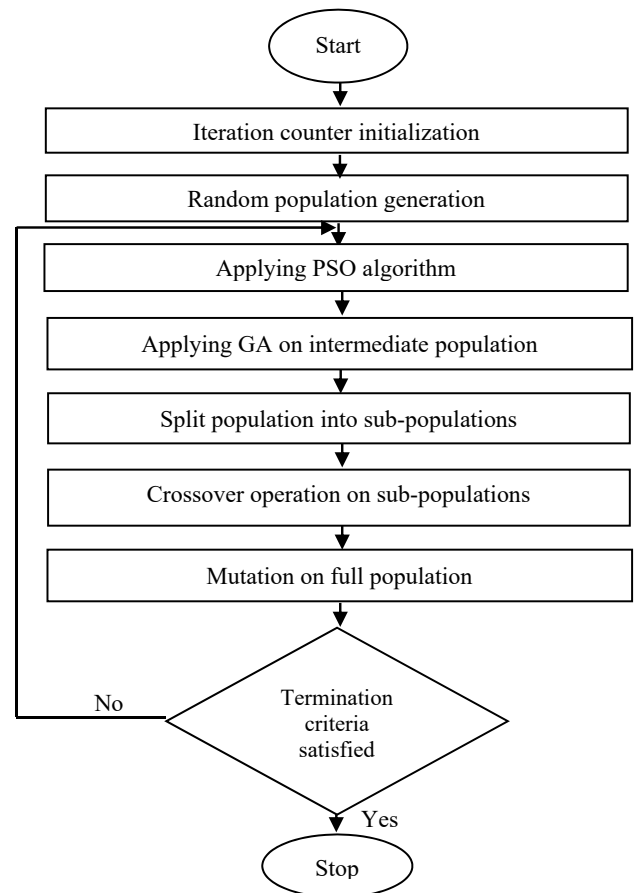 Start
Iteration counter initialization
Random population generation
Applying PSO algorithm
Applying GA on intermediate population
Split population into sub-populations
Crossover operation on sub-populations
Mutation on full population
Termination
criteria
satisfied
No
Yes
Stop